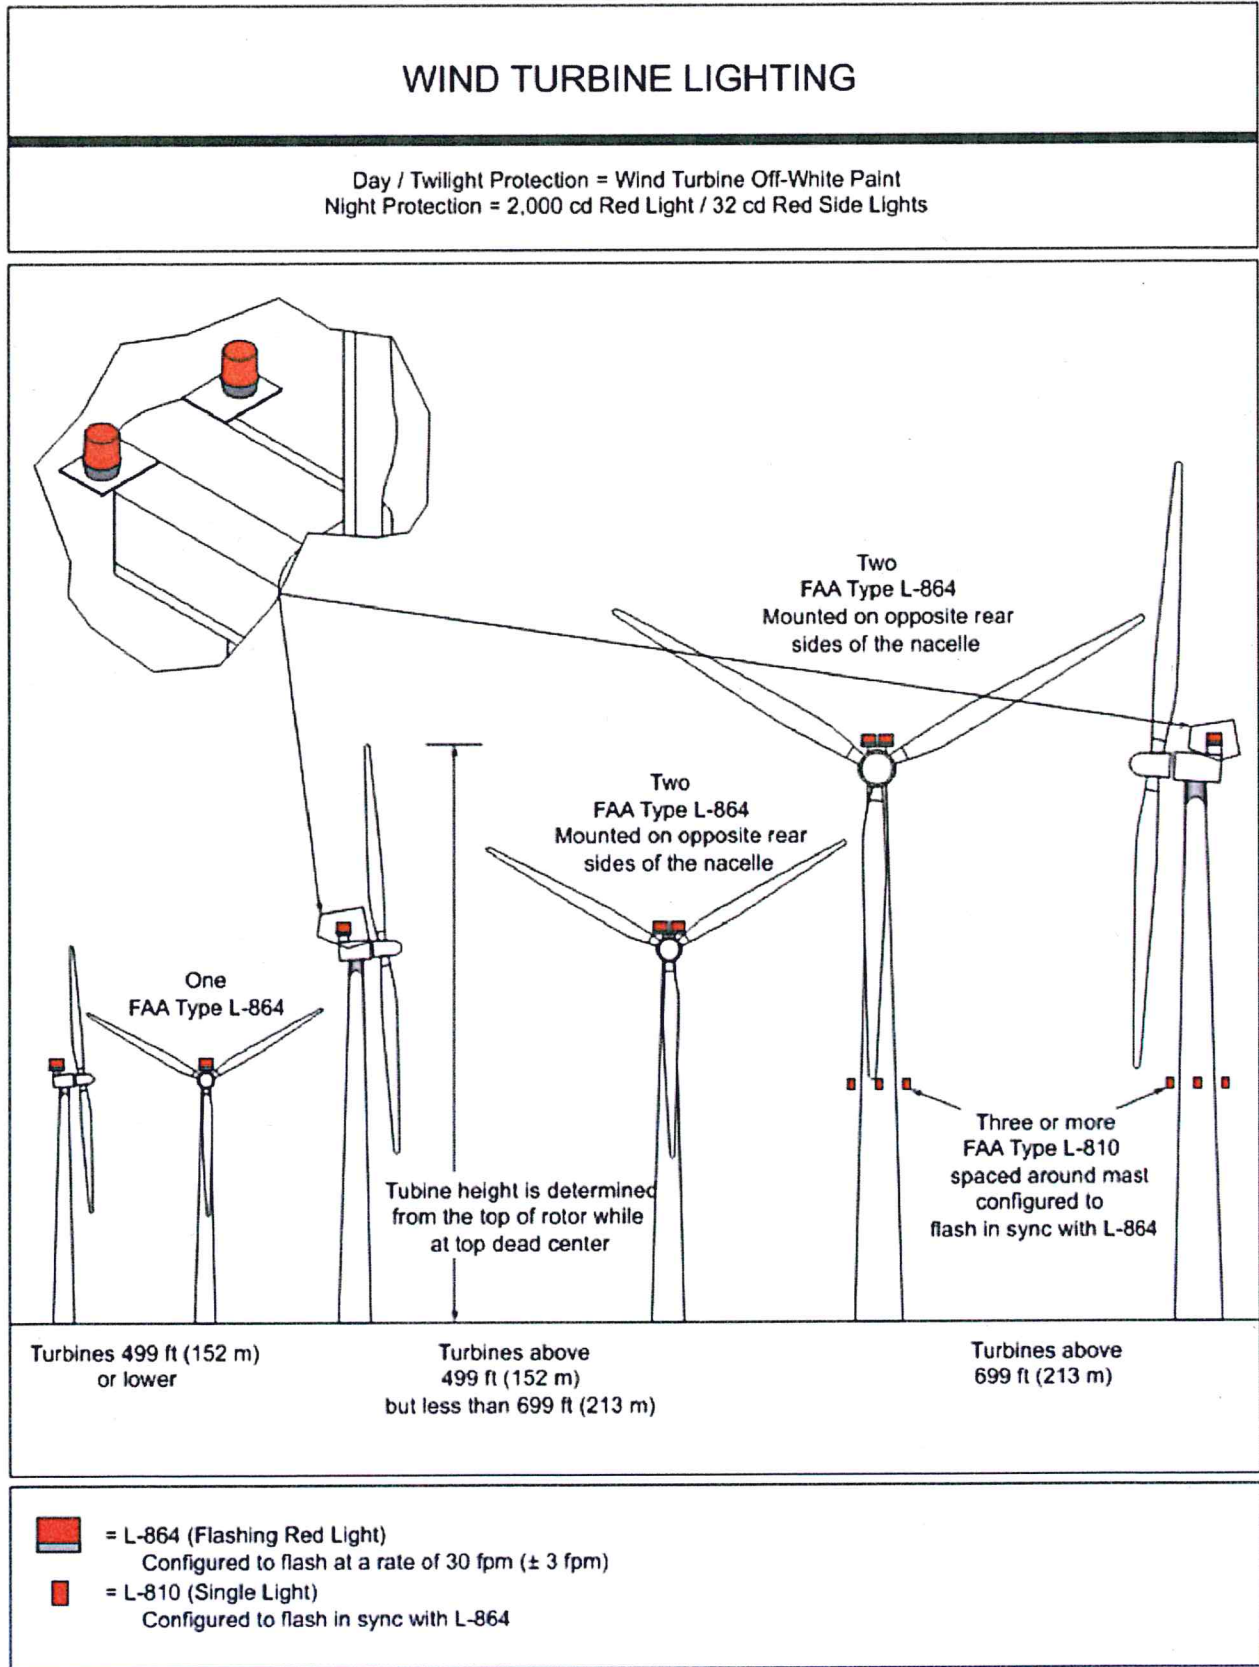 WIND TURBINE LIGHTING
Day / Twilight Protection = Wind Turbine Off-White Paint
Night Protection = 2,000 cd Red Light / 32 cd Red Side Lights
Two
FAA Type L-864
Mounted on opposite rear
sides of the nacelle
Two
FAA Type L-864
Mounted on opposite rear
sides of the nacelle
One
FAA Type L-864
Tubine height is determined
from the top of rotor while
at top dead center
Three or more
FAA Type L-810
spaced around mast
configured to
flash in sync with L-864
Turbines 499 ft (152 m)
or lower
Turbines above
499 ft (152 m)
but less than 699 ft (213 m)
Turbines above
699 ft (213 m)
= L-864 (Flashing Red Light)
Configured to flash at a rate of 30 fpm (± 3 fpm)
= L-810 (Single Light)
Configured to flash in sync with L-864